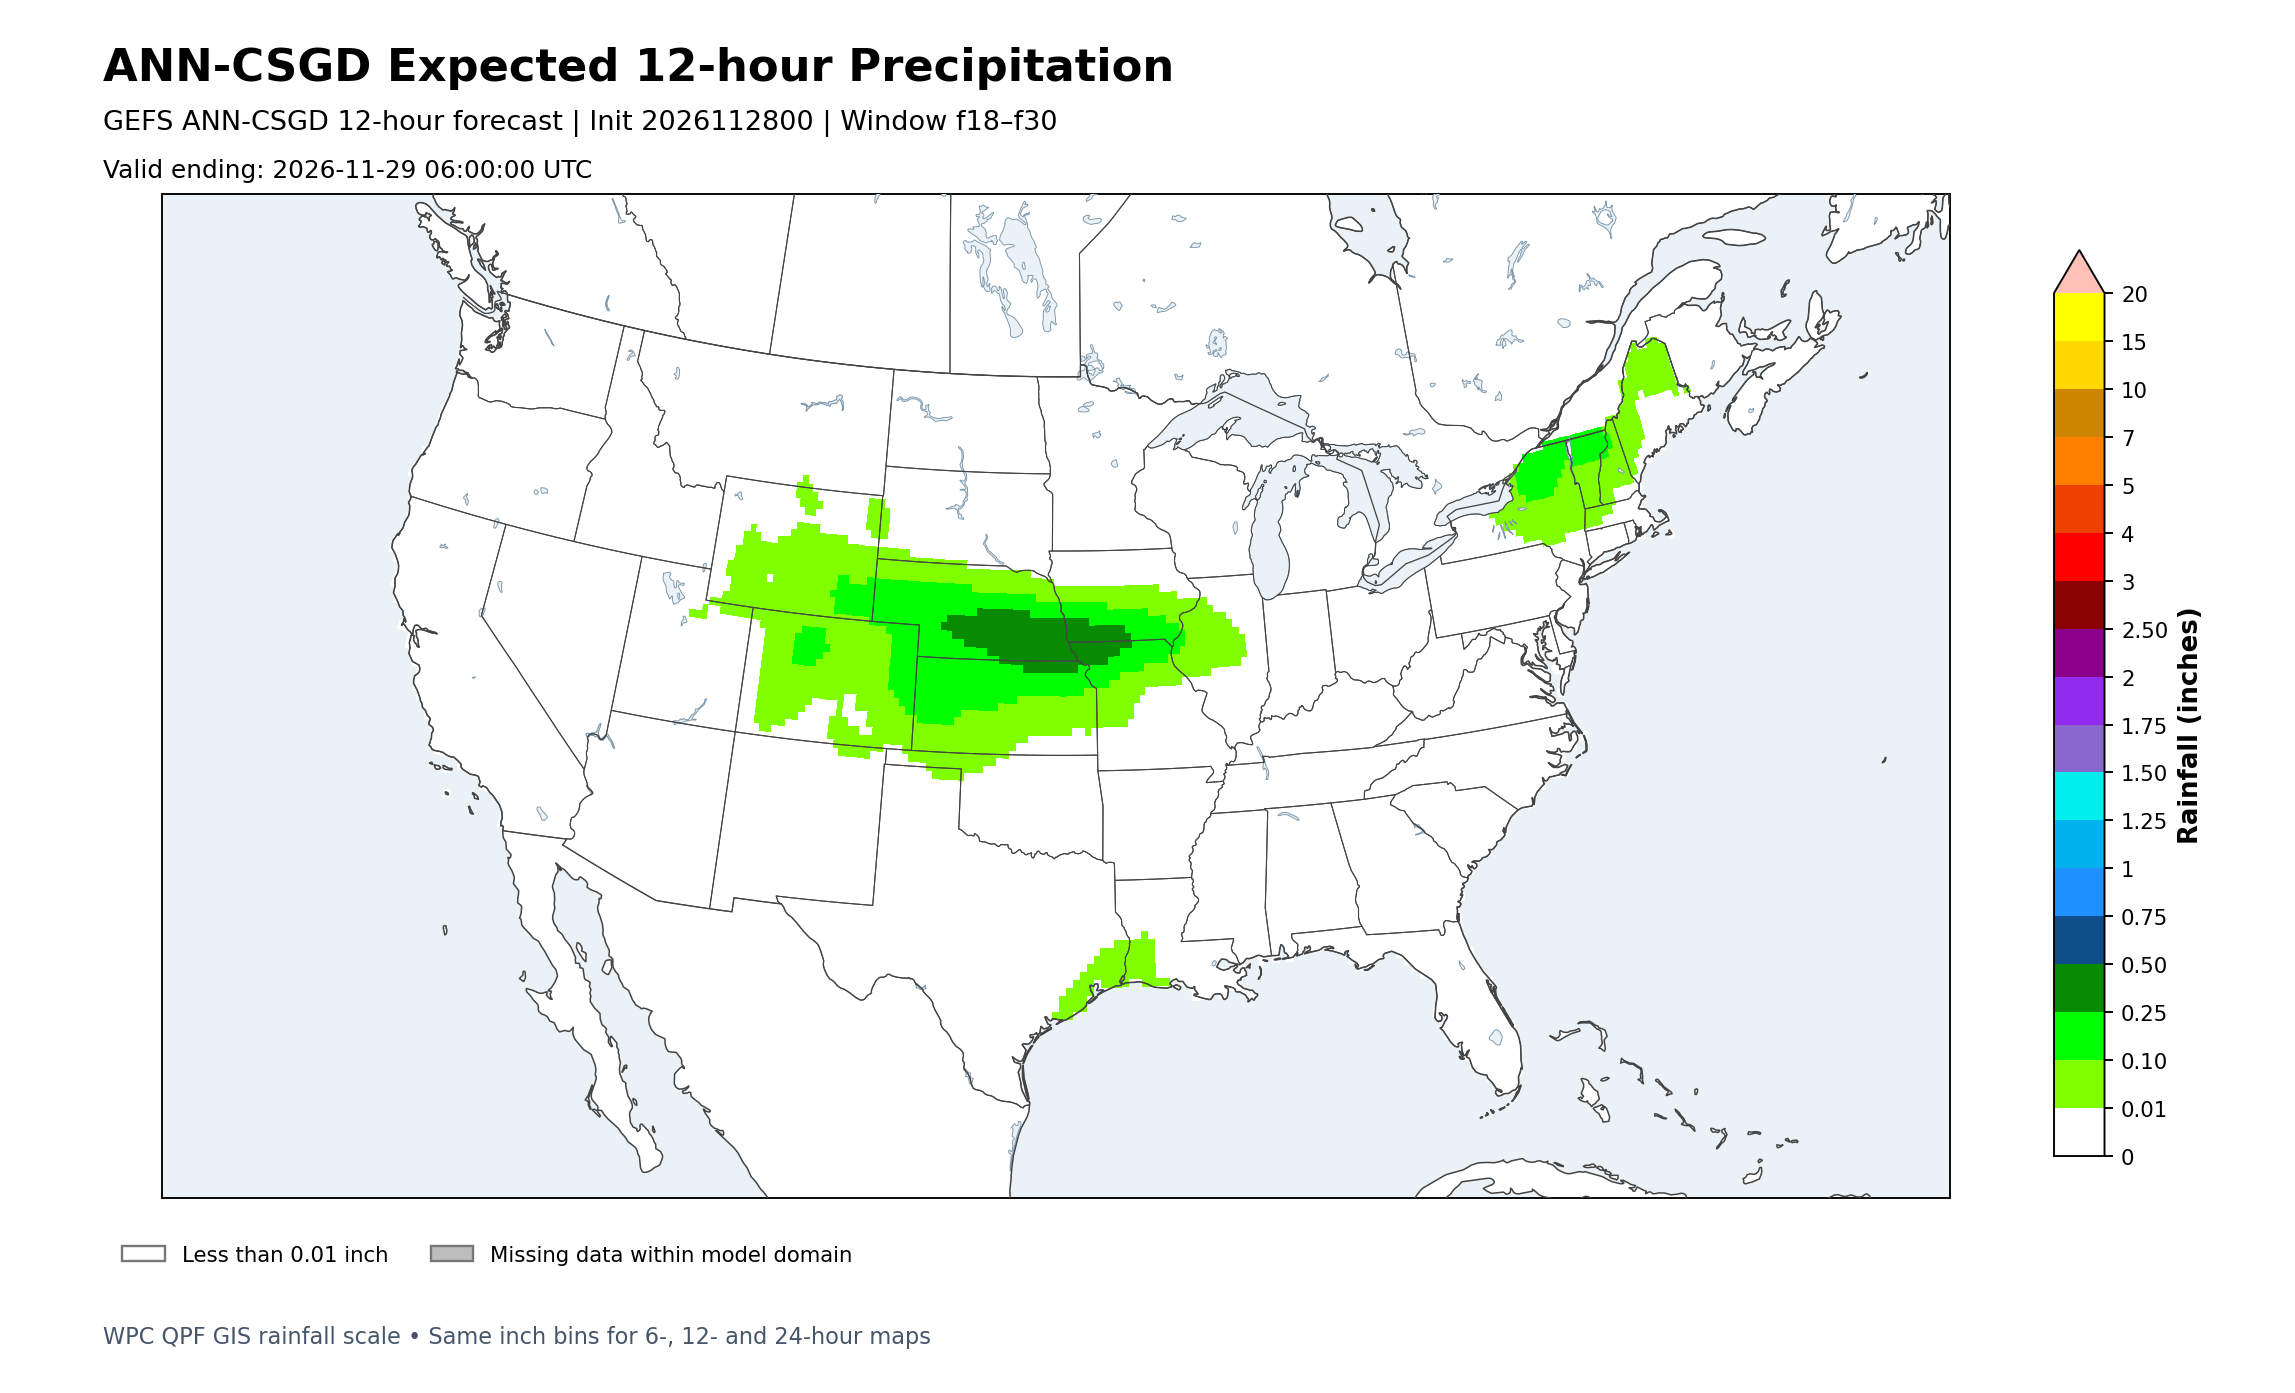 ANN-CSGD Expected 12-hour Precipitation
GEFS ANN-CSGD 12-hour forecast | Init 2026112800 | Window f18–f30
Valid ending: 2026-11-29 06:00:00 UTC
20
15
10
7
5
4
3
2.50
2
1.75
1.50
1.25
1
0.75
0.50
0.25
0.10
0.01
0
Rainfall (inches)
Less than 0.01 inch
Missing data within model domain
WPC QPF GIS rainfall scale • Same inch bins for 6-, 12- and 24-hour maps